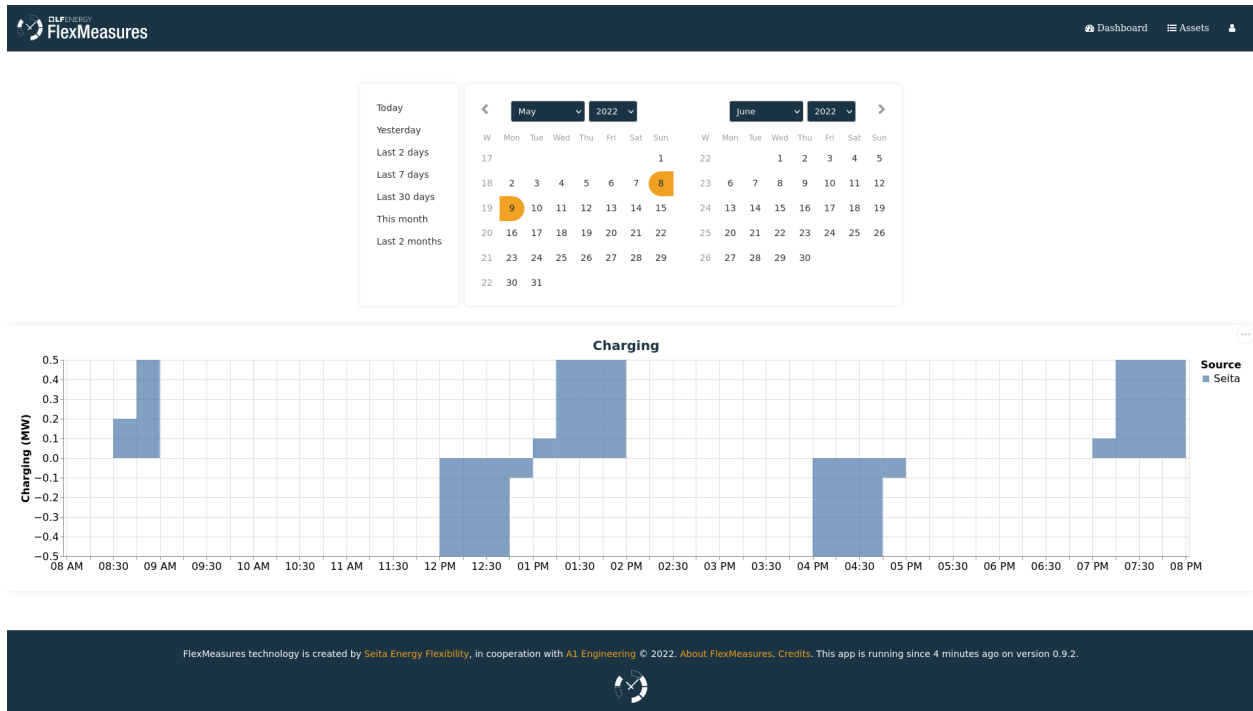 LFENERGY
FlexMeasures
Dashboard Assets
Today
Yesterday
Last 2 days
Last 7 days
Last 30 days
This month
Last 2 months
May 2022
W Mon Tue Wed Thu Fri Sat Sun
17 1
18 2 3 4 5 6 7 8
19 9 10 11 12 13 14 15
20 16 17 18 19 20 21 22
21 23 24 25 26 27 28 29
22 30 31
June 2022
W Mon Tue Wed Thu Fri Sat Sun
22 1 2 3 4 5
23 6 7 8 9 10 11 12
24 13 14 15 16 17 18 19
25 20 21 22 23 24 25 26
26 27 28 29 30
Charging
Charging (MW)
0.5
0.4
0.3
0.2
0.1
0.0
−0.1
−0.2
−0.3
−0.4
−0.5
08 AM 08:30 09 AM 09:30 10 AM 10:30 11 AM 11:30 12 PM 12:30 01 PM 01:30 02 PM 02:30 03 PM 03:30 04 PM 04:30 05 PM 05:30 06 PM 06:30 07 PM 07:30 08 PM
Source
Seita
FlexMeasures technology is created by Seita Energy Flexibility, in cooperation with A1 Engineering © 2022. About FlexMeasures. Credits. This app is running since 4 minutes ago on version 0.9.2.